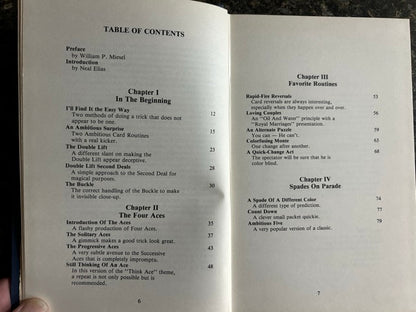 TABLE OF CONTENTS
Preface
by William P. Miesel
Introduction
by Neal Elias
Chapter I
In The Beginning
I'll Find It the Easy Way 12
Two methods of doing a trick that does not
appear to be one.
An Ambitious Surprise 15
Two Ambitious Card Routines
with a real kicker.
The Double Lift 23
A different slant on making the
Double Lift appear deceptive.
Double Lift Second Deals 28
A simple approach to the Second Deal for
magical purposes.
The Buckle 30
The correct handling of the Buckle to make
it invisible close-up.
Chapter II
The Four Aces
Introduction Of The Aces 35
A flashy production of Four Aces.
The Solitary Aces 37
A gimmick makes a good trick look great.
The Progressive Aces 43
A very subtle avenue to the Successive
Aces that is completely impromptu.
Still Thinking Of An Ace 48
In this version of the "Think Ace" theme,
a repeat is not only possible but is
recommended.
6
Chapter III
Favorite Routines
Rapid-Fire Reversals 53
Card reversals are always interesting,
especially when they happen over and over.
Loving Couples 56
An "Oil And Water" principle with a
"Royal Marriages" presentation.
An Alternate Puzzle 59
You can — He can't.
Colorfusing Monte 65
One change after another.
A Quick-Change Act 68
The spectator will be sure that he is
color blind.
Chapter IV
Spades On Parade
A Spade Of A Different Color 74
A different type of prediction.
Count Down 77
A clever small packet quickie.
Ambitious Five 79
A very popular version of a classic.
7